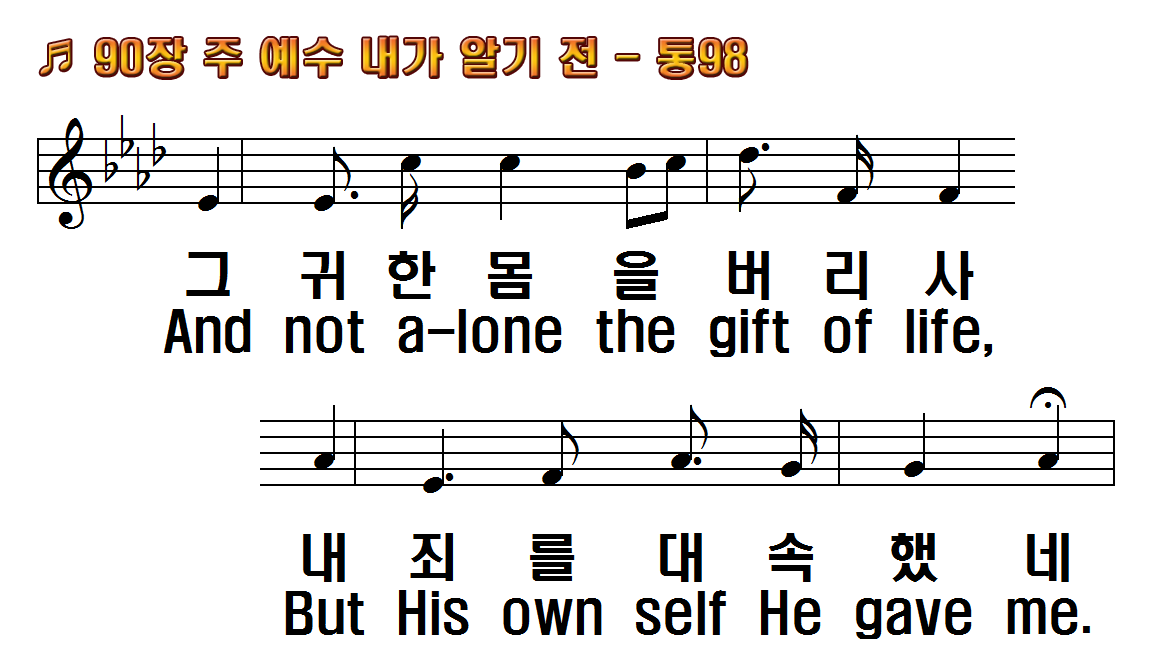 ♬ 90장 주 예수 내가 알기 전 - 통98
그 귀 한 몸 을 버 리 사
And not a-lone the gift of life,
내 죄 를 대 속 했 네
But His own self He gave me.